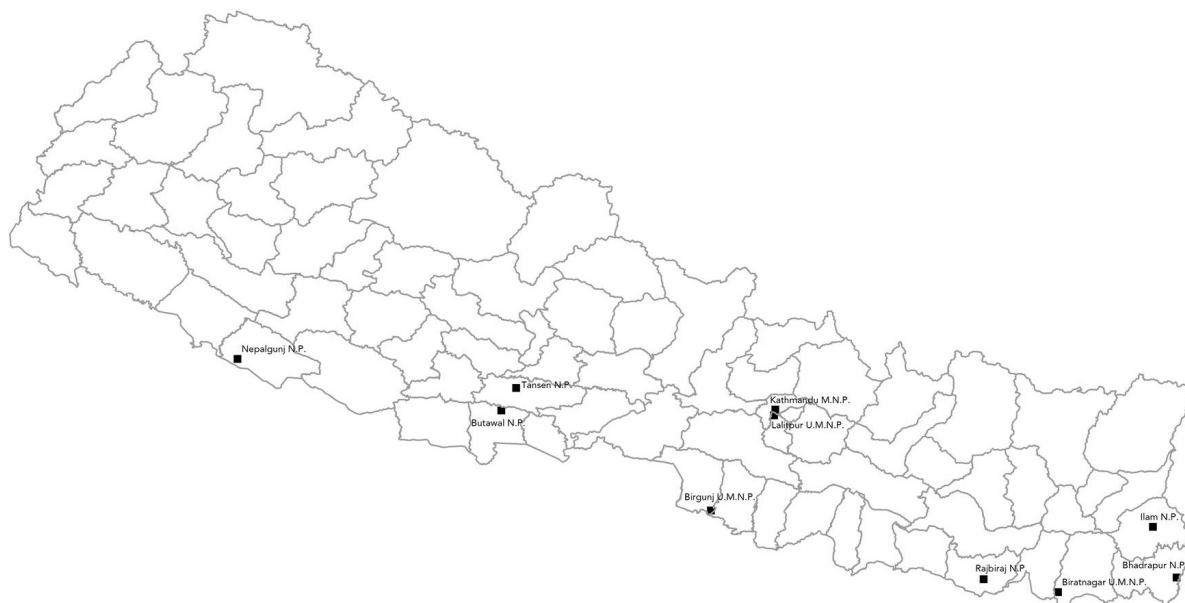 Nepalgunj N.P.
Tansen N.P.
Butawal N.P.
Kathmandu M.N.P.
Lalitpur U.M.N.P.
Birgunj U.M.N.P.
Ilam N.P.
Bhadrapur N.P.
Rajbiraj N.P.
Biratnagar U.M.N.P.